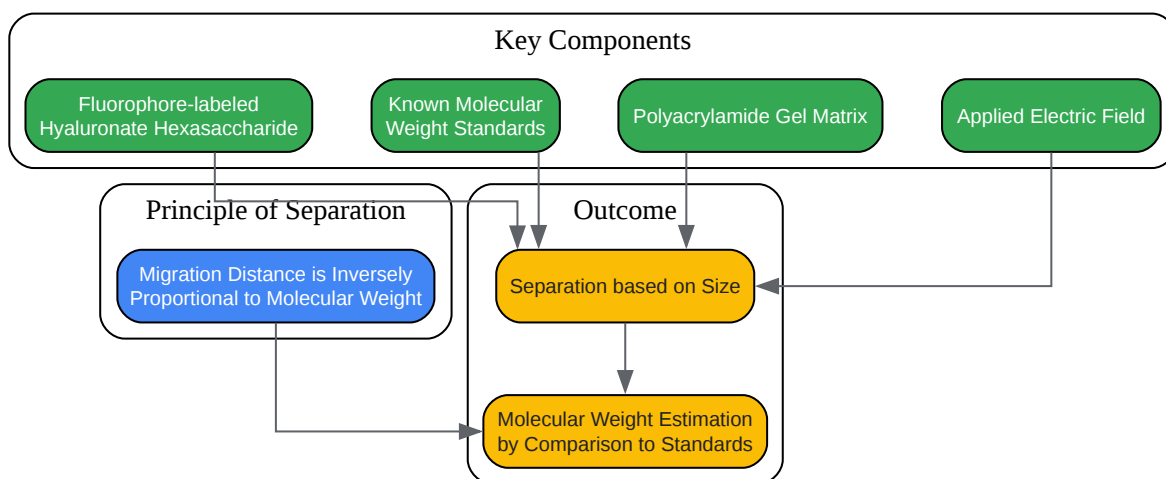 Key Components
Fluorophore-labeled
Hyaluronate Hexasaccharide
Known Molecular
Weight Standards
Polyacrylamide Gel Matrix
Applied Electric Field
Principle of Separation
Migration Distance is Inversely
Proportional to Molecular Weight
Outcome
Separation based on Size
Molecular Weight Estimation
by Comparison to Standards